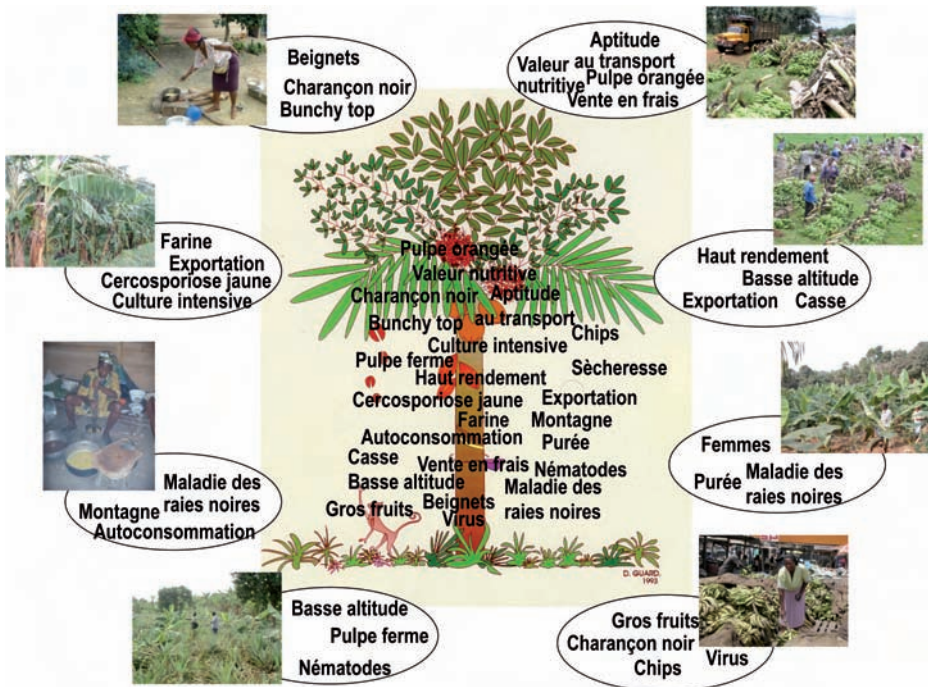 Beignets
Charançon noir
Bunchy top
Aptitude
Valeur au transport
nutritive Pulpe orangée
Vente en frais
Farine
Exportation
Cercosporiose jaune
Culture intensive
Haut rendement
Basse altitude
Exportation Casse
Pulpe orangée
Valeur nutritive
Charançon noir Aptitude
Bunchy top au transport
Chips
Culture intensive
Pulpe ferme
Sècheresse
Haut rendement
Cercosporiose jaune Exportation
Farine Montagne
Autoconsommation Purée
Casse
Vente en frais Nématodes
Basse altitude Maladie des
Gros fruits Beignets raies noires
Virus
D. GUARD.
1993
Maladie des
Montagne raies noires
Autoconsommation
Femmes
Purée Maladie des
raies noires
Basse altitude
Pulpe ferme
Nématodes
Gros fruits
Charançon noir
Chips Virus